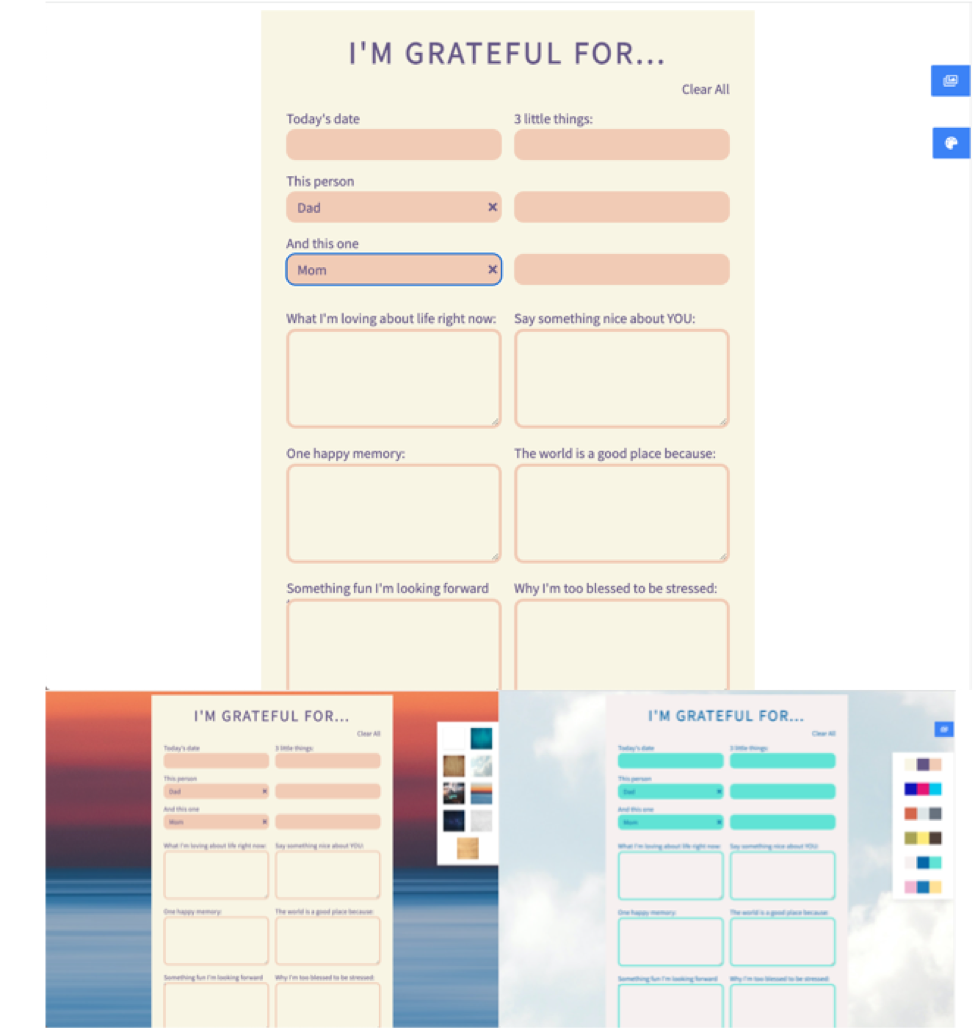 I'M GRATEFUL FOR...
Clear All
Today's date
3 little things:
This person
Dad
And this one
Mom
What I'm loving about life right now:
Say something nice about YOU:
One happy memory:
The world is a good place because:
Something fun I'm looking forward
Why I'm too blessed to be stressed:
I'M GRATEFUL FOR...
Clear All
Today's date
3 little things:
This person
Dad
And this one
Mom
What I'm loving about life right now:
Say something nice about YOU:
One happy memory:
The world is a good place because:
Something fun I'm looking forward
Why I'm too blessed to be stressed:
I'M GRATEFUL FOR...
Clear All
Today's date
3 little things:
This person
Dad
And this one
Mom
What I'm loving about life right now:
Say something nice about YOU:
One happy memory:
The world is a good place because:
Something fun I'm looking forward
Why I'm too blessed to be stressed: